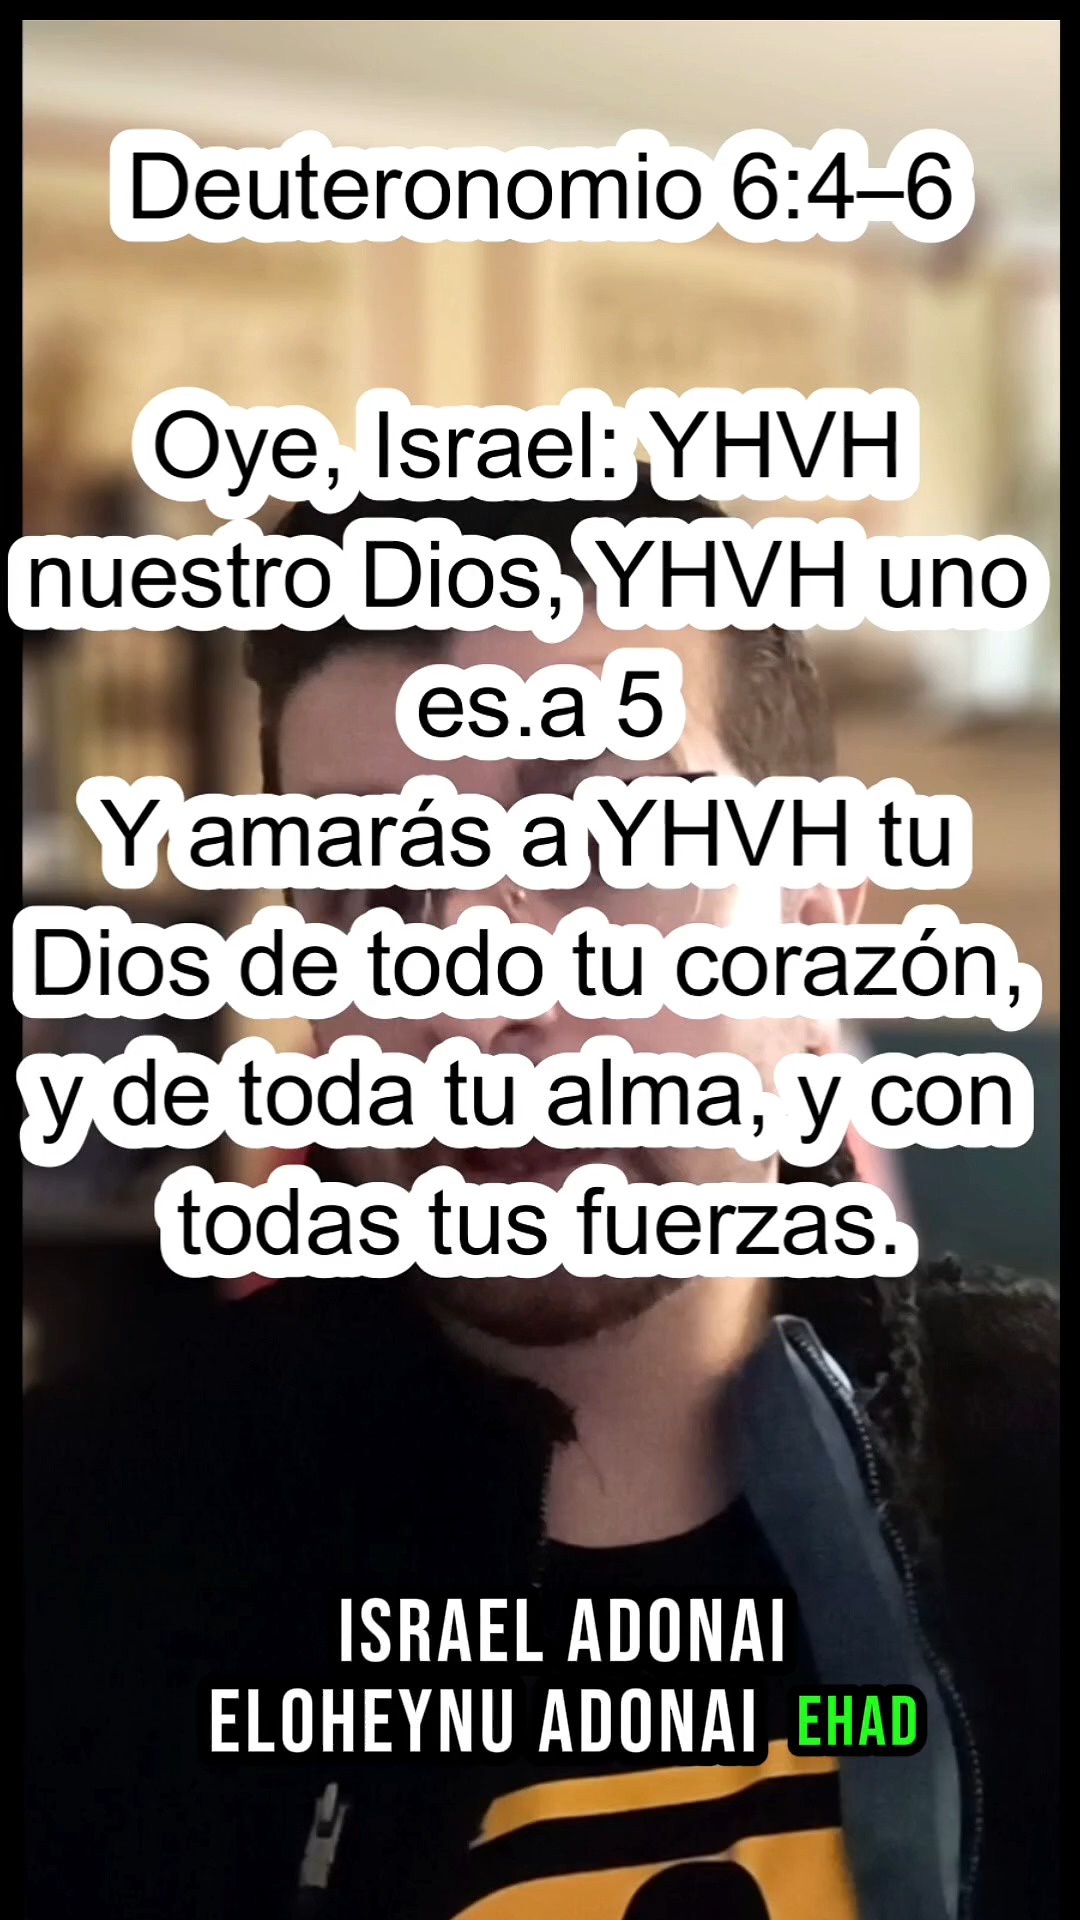 Deuteronomio 6:4–6
Oye, Israel: YHVH
nuestro Dios, YHVH uno
es.a 5
Y amarás a YHVH tu
Dios de todo tu corazón,
y de toda tu alma, y con
todas tus fuerzas.
ISRAEL ADONAI
ELOHEYNU ADONAI EHAD